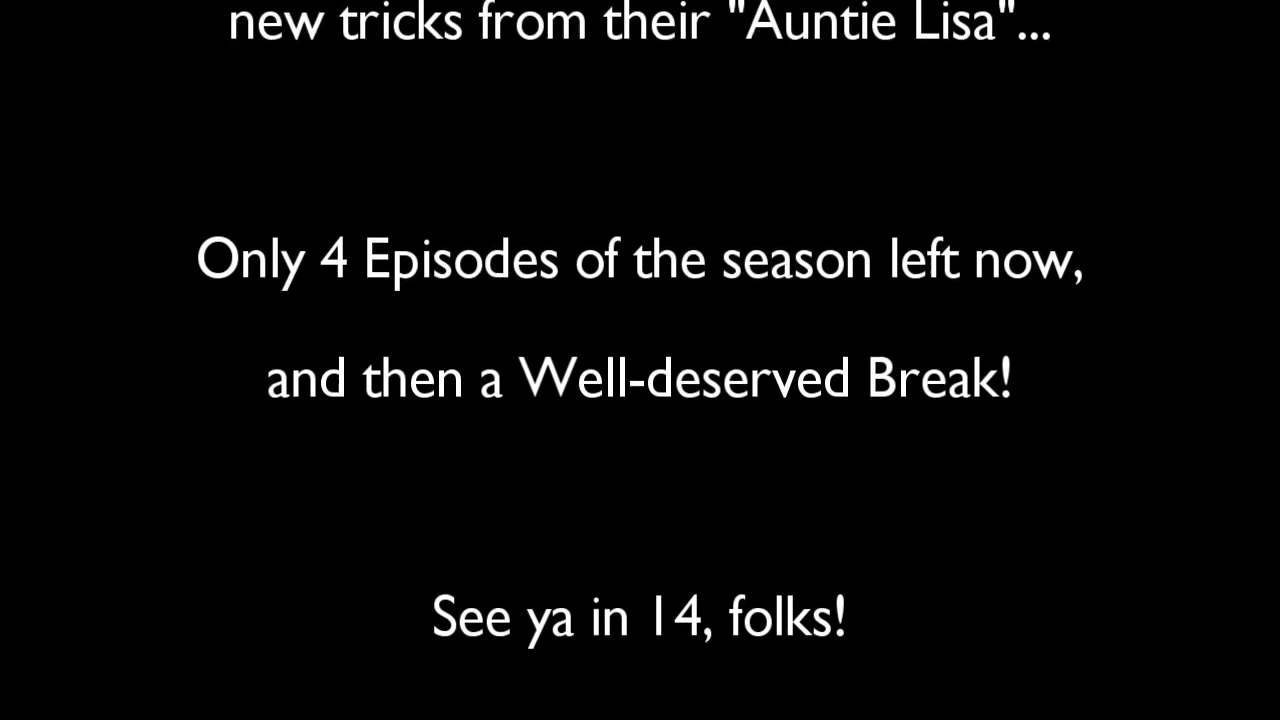 new tricks from their "Auntie Lisa"...
Only 4 Episodes of the season left now,
and then a Well-deserved Break!
See ya in 14, folks!